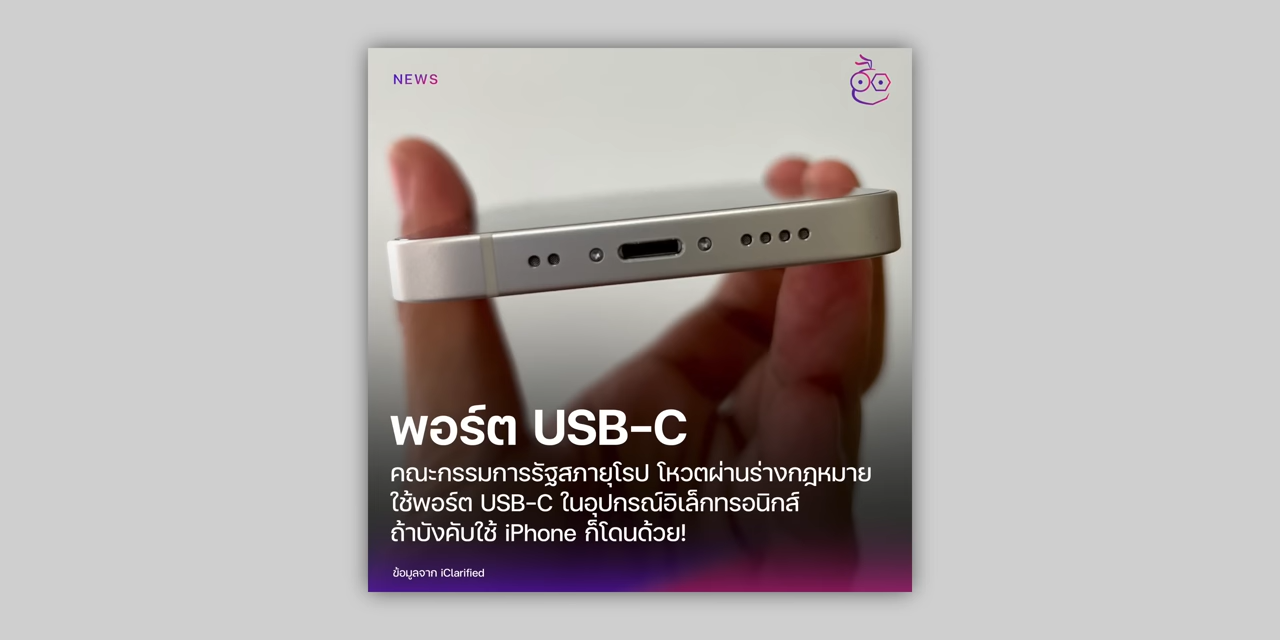 NEWS
พอร์ต USB-C
คณะกรรมการรัฐสภายุโรป โหวตผ่านร่างกฎหมาย
ใช้พอร์ต USB-C ในอุปกรณ์อิเล็กทรอนิกส์
ถ้าบังคับใช้ iPhone ก็โดนด้วย!
ข้อมูลจาก iClarified